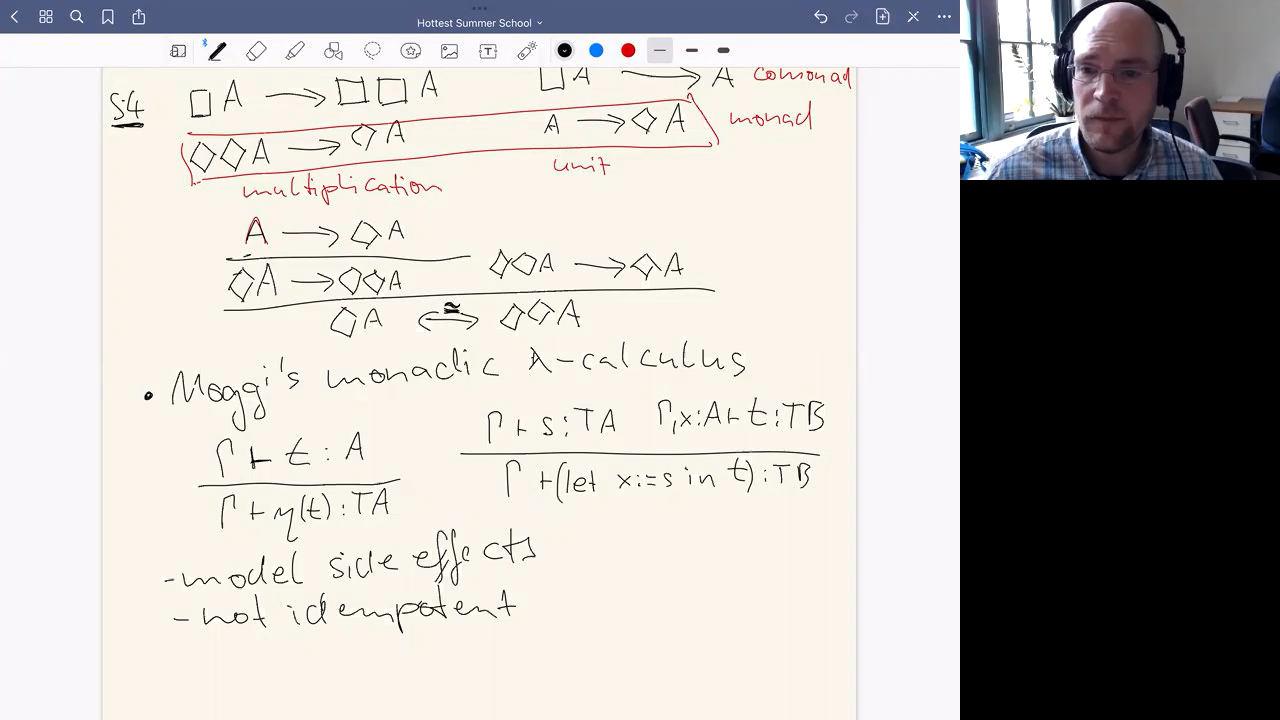 Hottest Summer School
S4 □A → □□A □A → A comonad
◇◇A → ◇A A → ◇A monad
multiplication unit
A → ◇A
◇A → ◇◇A ◇◇A → ◇A
◇A ≅ ◇◇A
• Moggi's monadic λ-calculus
Γ ⊢ t : A Γ ⊢ s : TA Γ, x:A ⊢ t : TB
Γ ⊢ η(t) : TA Γ ⊢ (let x := s in t) : TB
- model side effects
- not idempotent